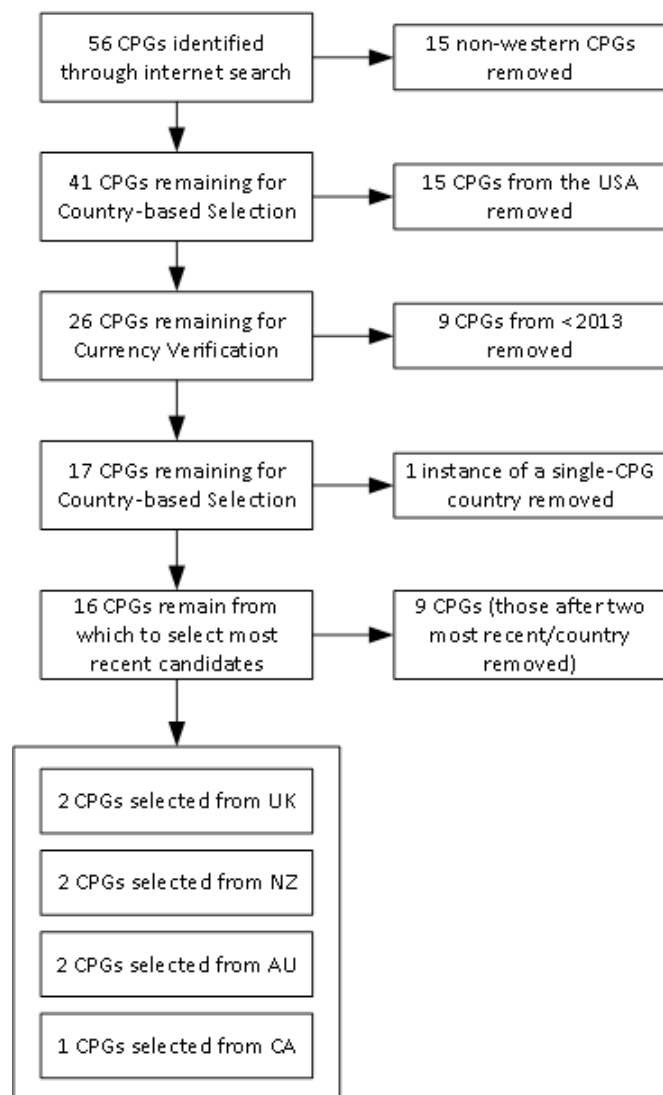 56 CPGs identified
through internet search
15 non-western CPGs
removed
41 CPGs remaining for
Country-based Selection
15 CPGs from the USA
removed
26 CPGs remaining for
Currency Verification
9 CPGs from <2013
removed
17 CPGs remaining for
Country-based Selection
1 instance of a single-CPG
country removed
16 CPGs remain from
which to select most
recent candidates
9 CPGs (those after two
most recent/country
removed)
2 CPGs selected from UK
2 CPGs selected from NZ
2 CPGs selected from AU
1 CPGs selected from CA